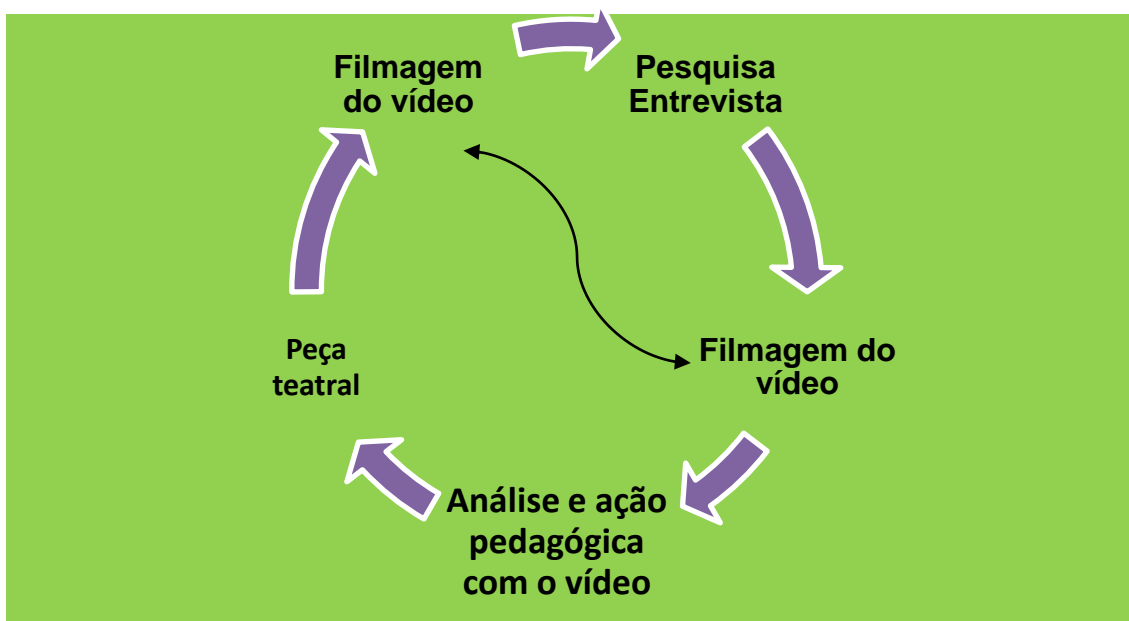 Filmagem
do vídeo
Pesquisa
Entrevista
Filmagem do
vídeo
Análise e ação
pedagógica
com o vídeo
Peça
teatral